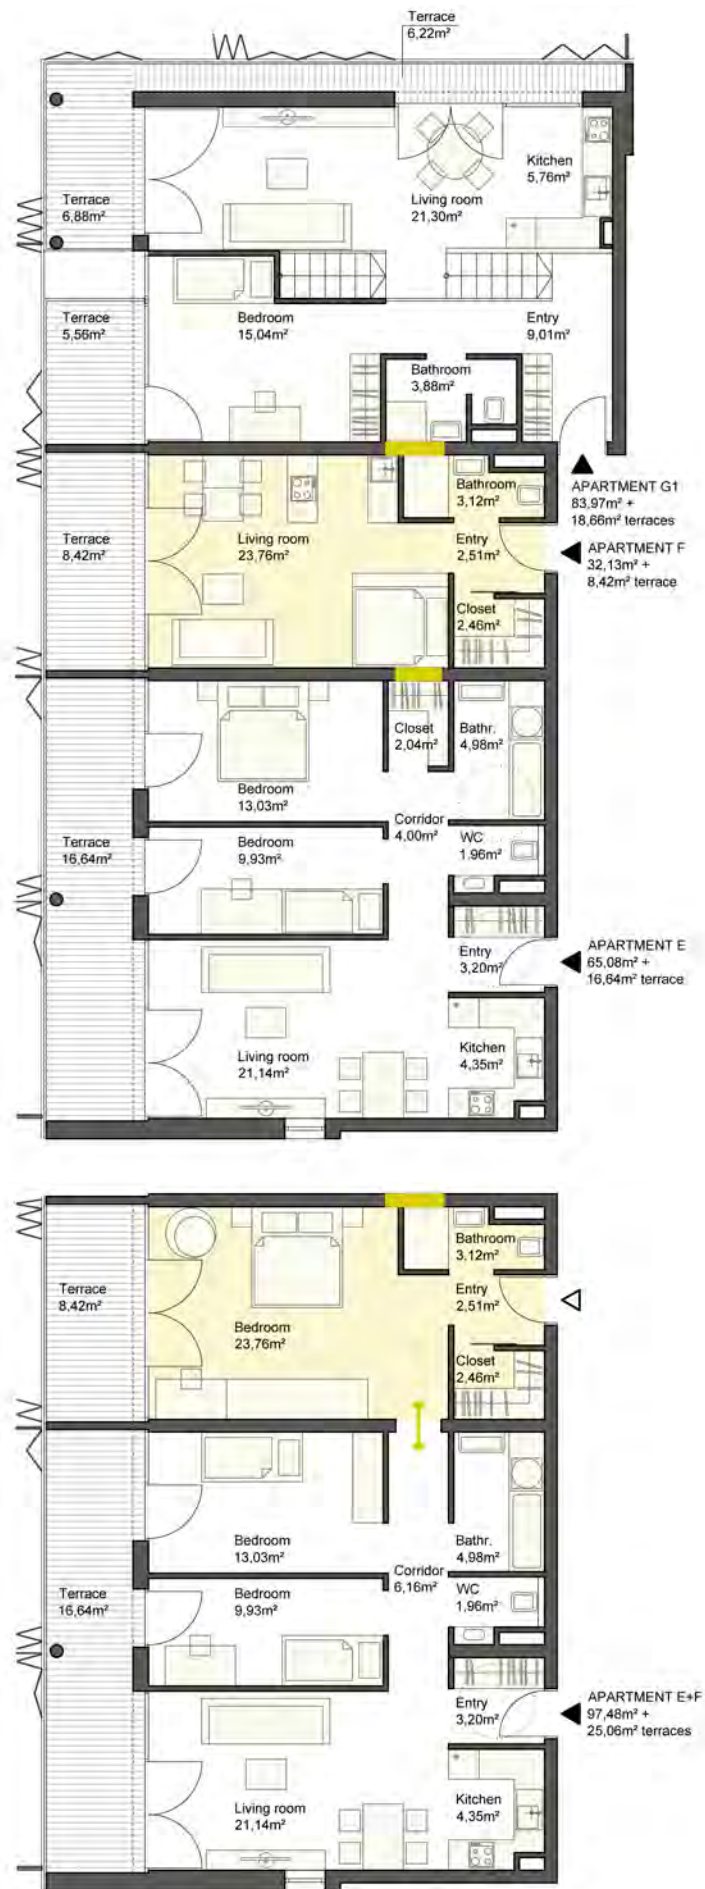 Terrace
6,22m²
Kitchen
5,76m²
Terrace
6,88m²
Living room
21,30m²
Terrace
5,56m²
Bedroom
15,04m²
Entry
9,01m²
Bathroom
3,88m²
APARTMENT G1
83,97m² +
18,66m² terraces
Bathroom
3,12m²
Terrace
8,42m²
Living room
23,76m²
Entry
2,51m²
APARTMENT F
32,13m² +
8,42m² terrace
Closet
2,46m²
Closet
2,04m²
Bathr.
4,98m²
Bedroom
13,03m²
Corridor
4,00m²
Terrace
16,64m²
Bedroom
9,93m²
WC
1.96m²
Entry
3,20m²
APARTMENT E
65,08m² +
16,64m² terrace
Living room
21,14m²
Kitchen
4,35m²
Bathroom
3,12m²
Terrace
8,42m²
Entry
2,51m²
Bedroom
23,76m²
Closet
2,46m²
Bedroom
13,03m²
Bathr.
4,98m²
Corridor
6,16m²
Terrace
16,64m²
Bedroom
9,93m²
WC
1,96m²
Entry
3,20m²
APARTMENT E+F
97,48m² +
25,06m² terraces
Living room
21,14m²
Kitchen
4,35m²